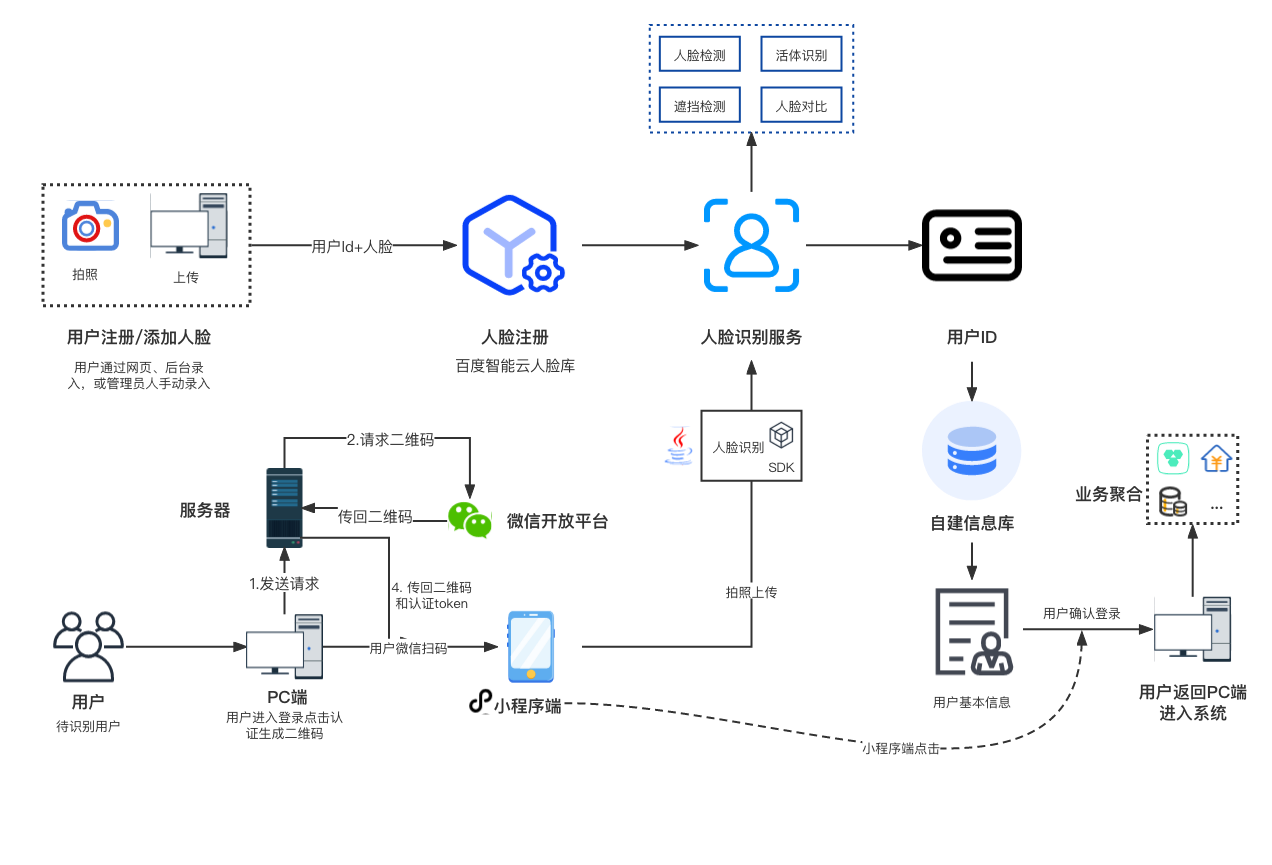 人脸检测
活体识别
遮挡检测
人脸对比
拍照
上传
用户Id+人脸
用户注册/添加人脸
用户通过网页、后台录
入，或管理员人手动录入
人脸注册
百度智能云人脸库
人脸识别服务
用户ID
人脸识别
SDK
2.请求二维码
服务器
传回二维码
微信开放平台
1.发送请求
4. 传回二维码
和认证token
拍照上传
自建信息库
业务聚合
...
用户
待识别用户
PC端
用户进入登录点击认
证生成二维码
用户微信扫码
小程序端
用户基本信息
用户确认登录
小程序端点击
用户返回PC端
进入系统